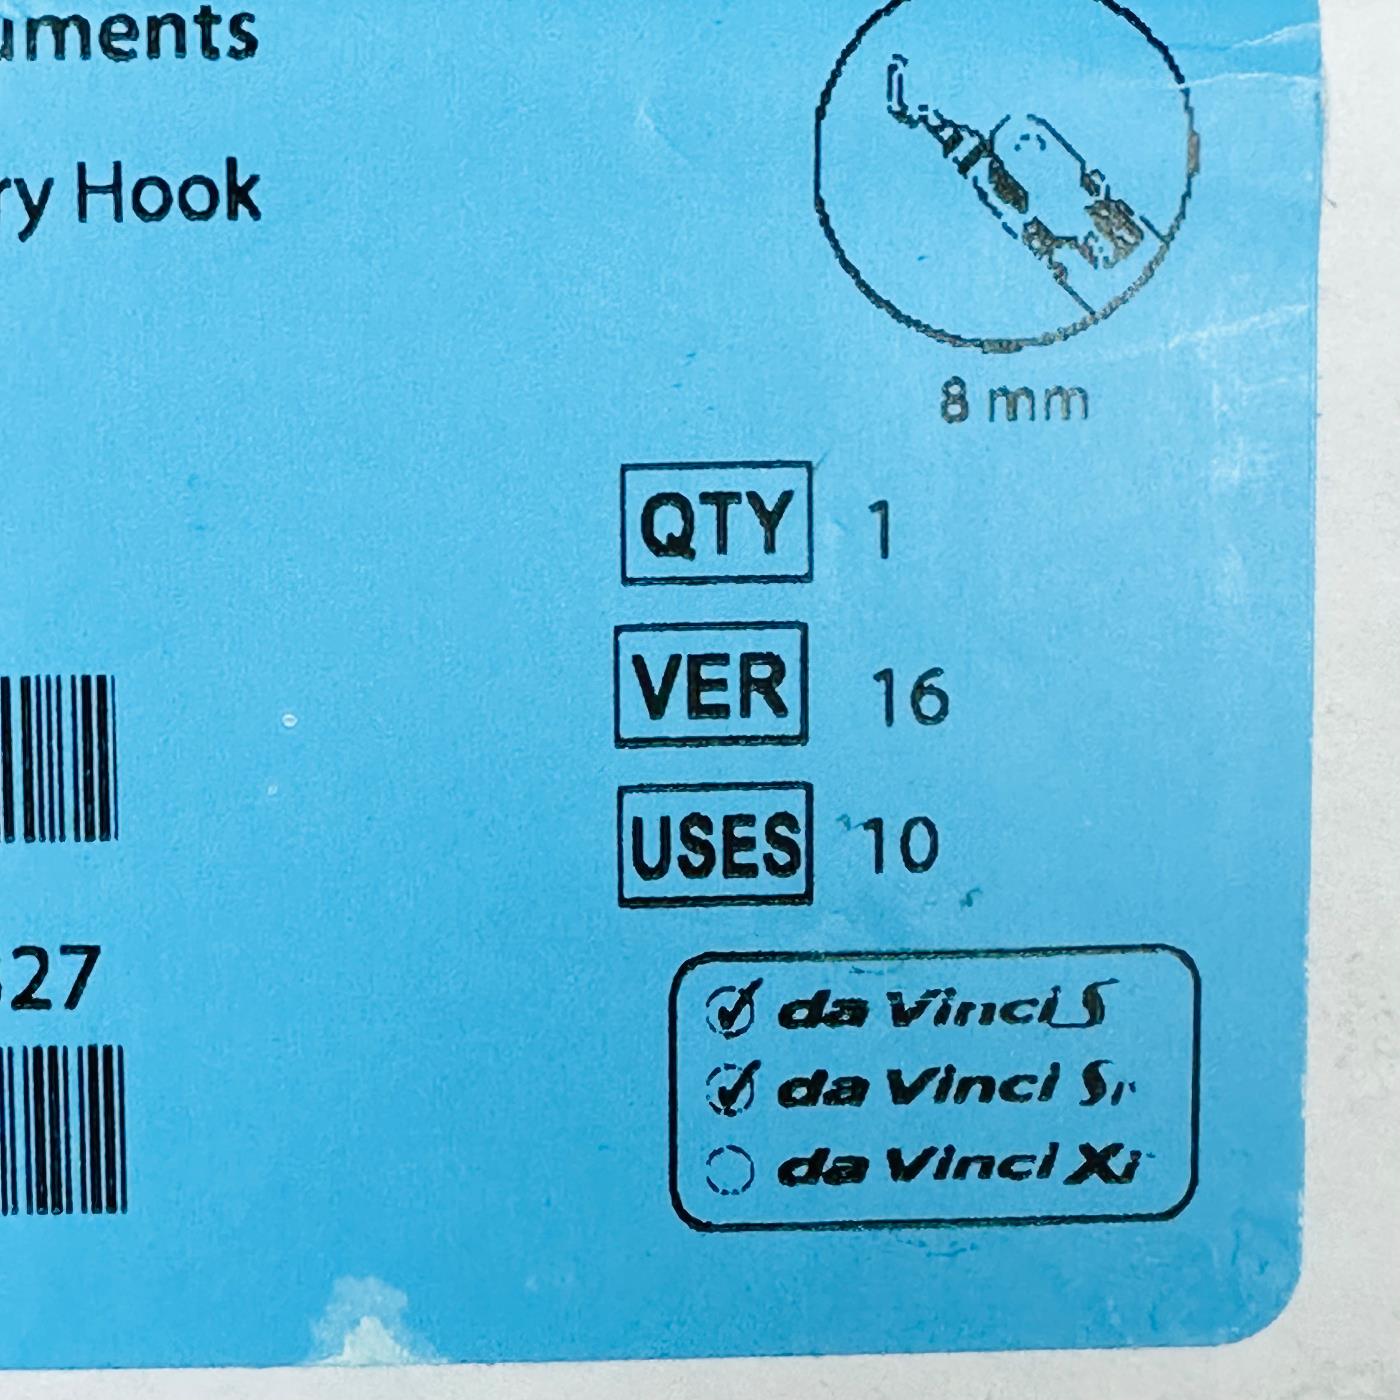 uments
ry Hook
8 mm
QTY 1
VER 16
USES 10
27
da Vinci S
da Vinci Si
da Vinci Xi